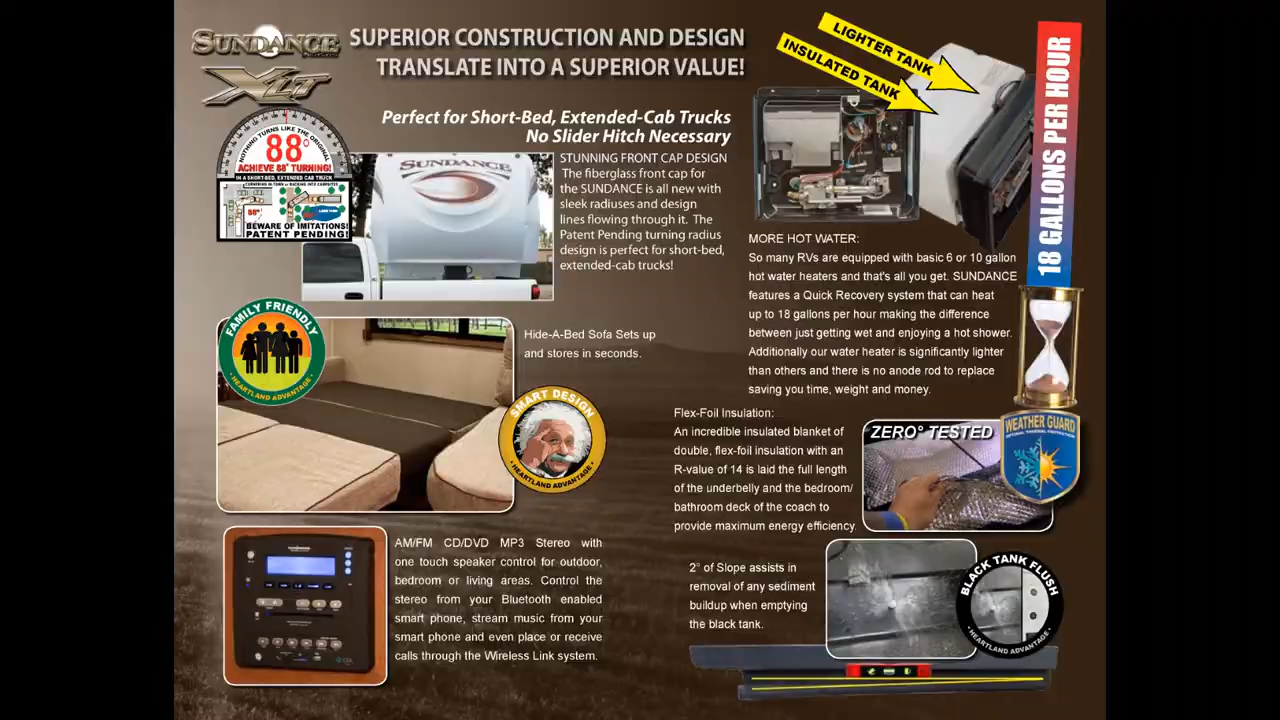 SUNDANCE
XLT
SUPERIOR CONSTRUCTION AND DESIGN
TRANSLATE INTO A SUPERIOR VALUE!
Perfect for Short-Bed, Extended-Cab Trucks
No Slider Hitch Necessary
NOTHING TURNS LIKE THE ORIGINAL
88°
ACHIEVE 88° TURNING!
IN A SHORT-BED, EXTENDED CAB TRUCK
88°
BEWARE OF IMITATIONS!
PATENT PENDING!
SUNDANCE
STUNNING FRONT CAP DESIGN
The fiberglass front cap for
the SUNDANCE is all new with
sleek radiuses and design
lines flowing through it. The
Patent Pending turning radius
design is perfect for short-bed,
extended-cab trucks!
FAMILY FRIENDLY
HEARTLAND ADVANTAGE
Hide-A-Bed Sofa Sets up
and stores in seconds.
SMART DESIGN
HEARTLAND ADVANTAGE
AM/FM CD/DVD MP3 Stereo with
one touch speaker control for outdoor,
bedroom or living areas. Control the
stereo from your Bluetooth enabled
smart phone, stream music from your
smart phone and even place or receive
calls through the Wireless Link system.
LIGHTER TANK
INSULATED TANK
18 GALLONS PER HOUR
MORE HOT WATER:
So many RVs are equipped with basic 6 or 10 gallon
hot water heaters and that's all you get. SUNDANCE
features a Quick Recovery system that can heat
up to 18 gallons per hour making the difference
between just getting wet and enjoying a hot shower.
Additionally our water heater is significantly lighter
than others and there is no anode rod to replace
saving you time, weight and money.
Flex-Foil Insulation:
An incredible insulated blanket of
double, flex-foil insulation with an
R-value of 14 is laid the full length
of the underbelly and the bedroom/
bathroom deck of the coach to
provide maximum energy efficiency.
ZERO° TESTED
WEATHER GUARD
2° of Slope assists in
removal of any sediment
buildup when emptying
the black tank.
BLACK TANK FLUSH
HEARTLAND ADVANTAGE